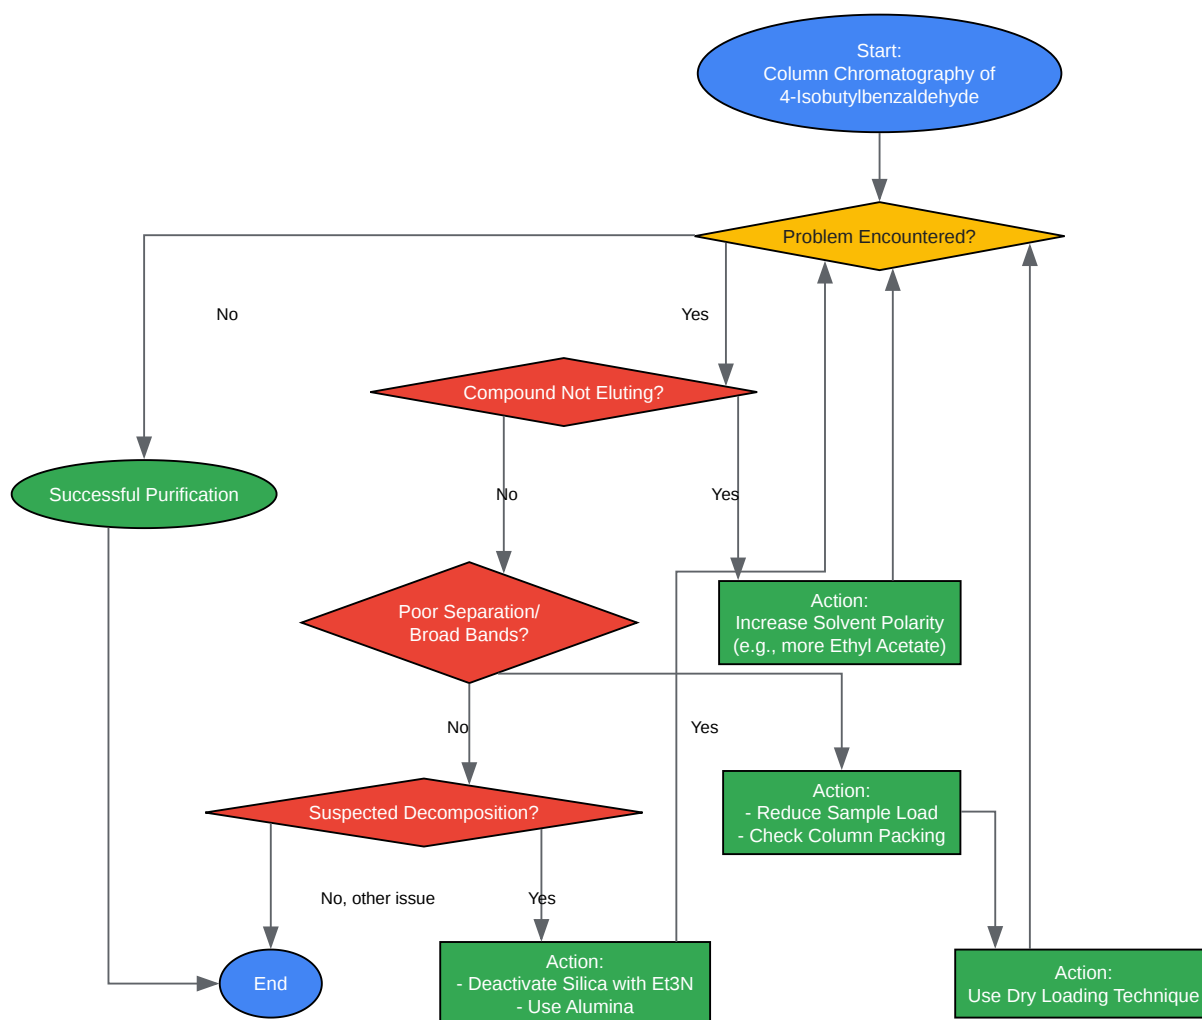 Start:
Column Chromatography of
4-Isobutylbenzaldehyde
Problem Encountered?
No
Yes
Compound Not Eluting?
No
Yes
Successful Purification
Poor Separation/
Broad Bands?
Action:
Increase Solvent Polarity
(e.g., more Ethyl Acetate)
No
Yes
Suspected Decomposition?
Action:
- Reduce Sample Load
- Check Column Packing
No, other issue
Yes
End
Action:
- Deactivate Silica with Et3N
- Use Alumina
Action:
Use Dry Loading Technique